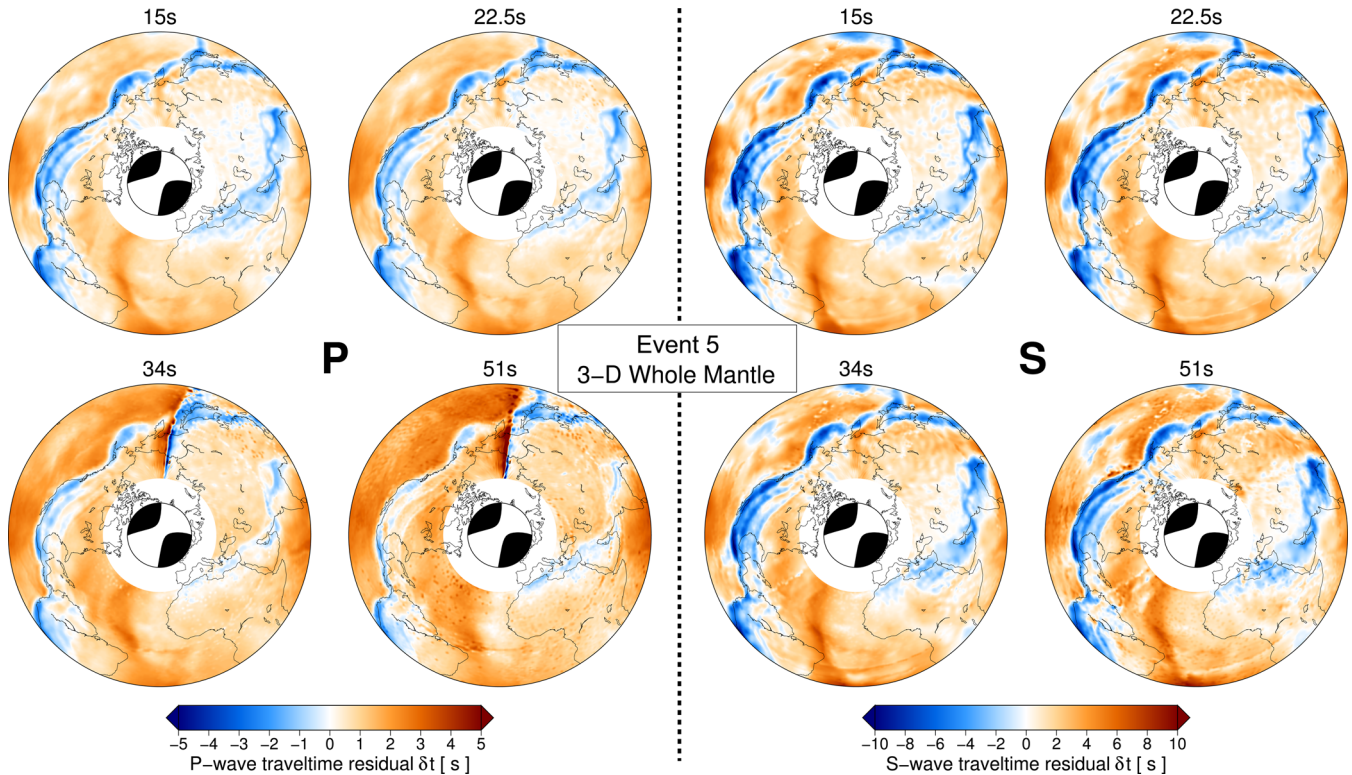 15s
22.5s
15s
22.5s
P
Event 5
3−D Whole Mantle
S
34s
51s
34s
51s
−5 −4 −3 −2 −1 0 1 2 3 4 5
P−wave traveltime residual δt [ s ]
−10 −8 −6 −4 −2 0 2 4 6 8 10
S−wave traveltime residual δt [ s ]